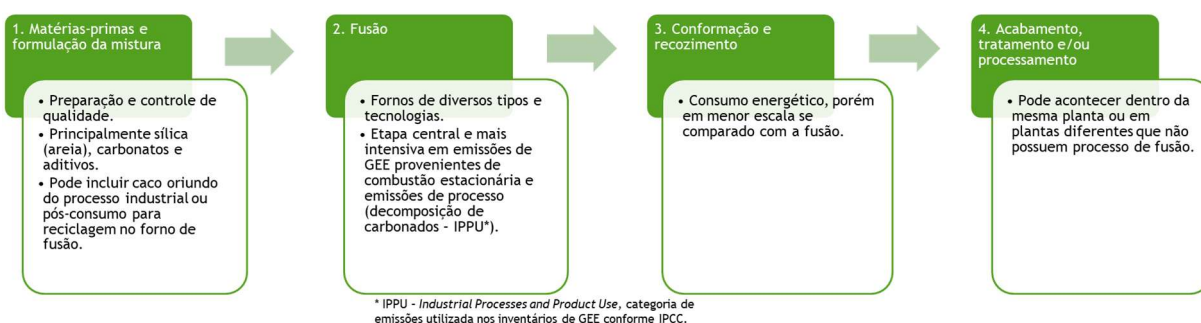 1. Matérias-primas e
formulação da mistura
• Preparação e controle de
qualidade.
• Principalmente sílica
(areia), carbonatos e
aditivos.
• Pode incluir caco oriundo
do processo industrial ou
pós-consumo para
reciclagem no forno de
fusão.
2. Fusão
• Fornos de diversos tipos e
tecnologias.
• Etapa central e mais
intensiva em emissões de
GEE provenientes de
combustão estacionária e
emissões de processo
(decomposição de
carbonados - IPPU*).
3. Conformação e
recozimento
• Consumo energético, porém
em menor escala se
comparado com a fusão.
4. Acabamento,
tratamento e/ou
processamento
• Pode acontecer dentro da
mesma planta ou em
plantas diferentes que não
possuem processo de fusão.
* IPPU - Industrial Processes and Product Use, categoria de
emissões utilizada nos inventários de GEE conforme IPCC.